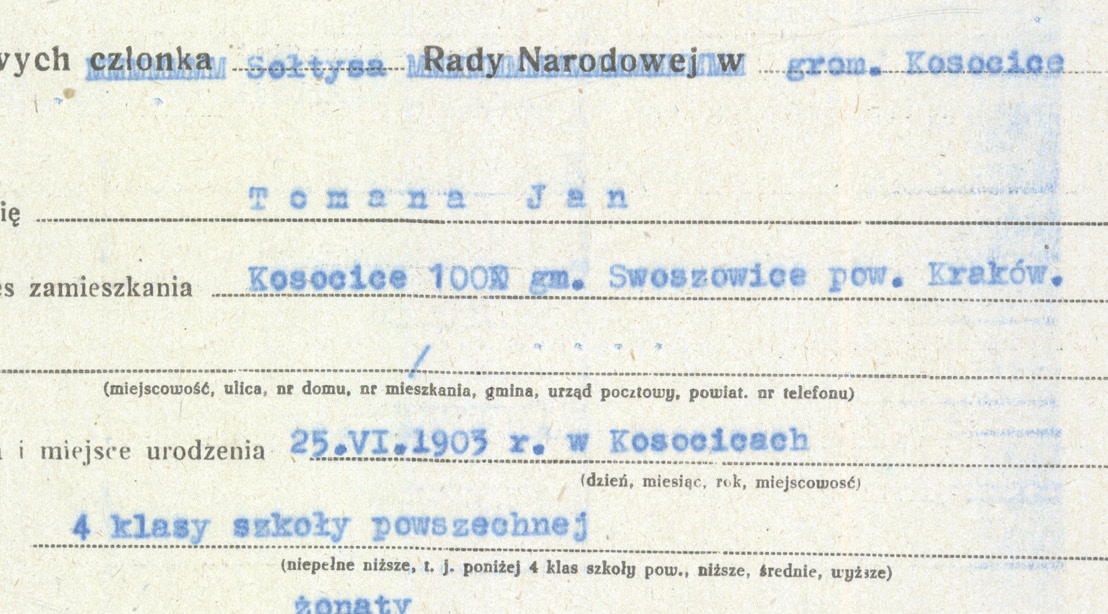 wych członka Sołtysa Rady Narodowej w grom. Kosocice
ię Tomana Jan
es zamieszkania Kosocice 100 gm. Swoszowice pow. Kraków.
(miejscowość, ulica, nr domu, nr mieszkania, gmina, urząd pocztowy, powiat. nr telefonu)
i miejsce urodzenia 25.VI.1903 r. w Kosocicach
(dzień, miesiąc, rok, miejscowość)
4 klasy szkoły powszechnej
(niepełne niższe, t. j. poniżej 4 klas szkoły pow., niższe, średnie, wyższe)
żonaty